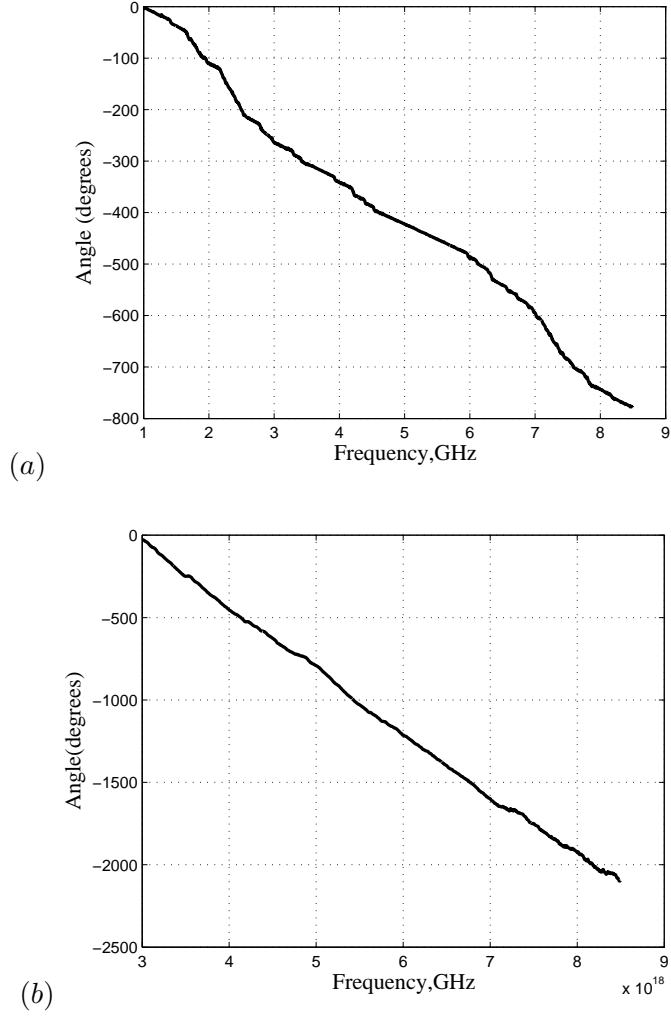 0
−100
−200
−300
−400
−500
−600
−700
−800
Angle (degrees)
1 2 3 4 5 6 7 8 9
Frequency,GHz
(a)
0
−500
−1000
−1500
−2000
−2500
Angle(degrees)
3 4 5 6 7 8 9
Frequency,GHz
x 10^18
(b)